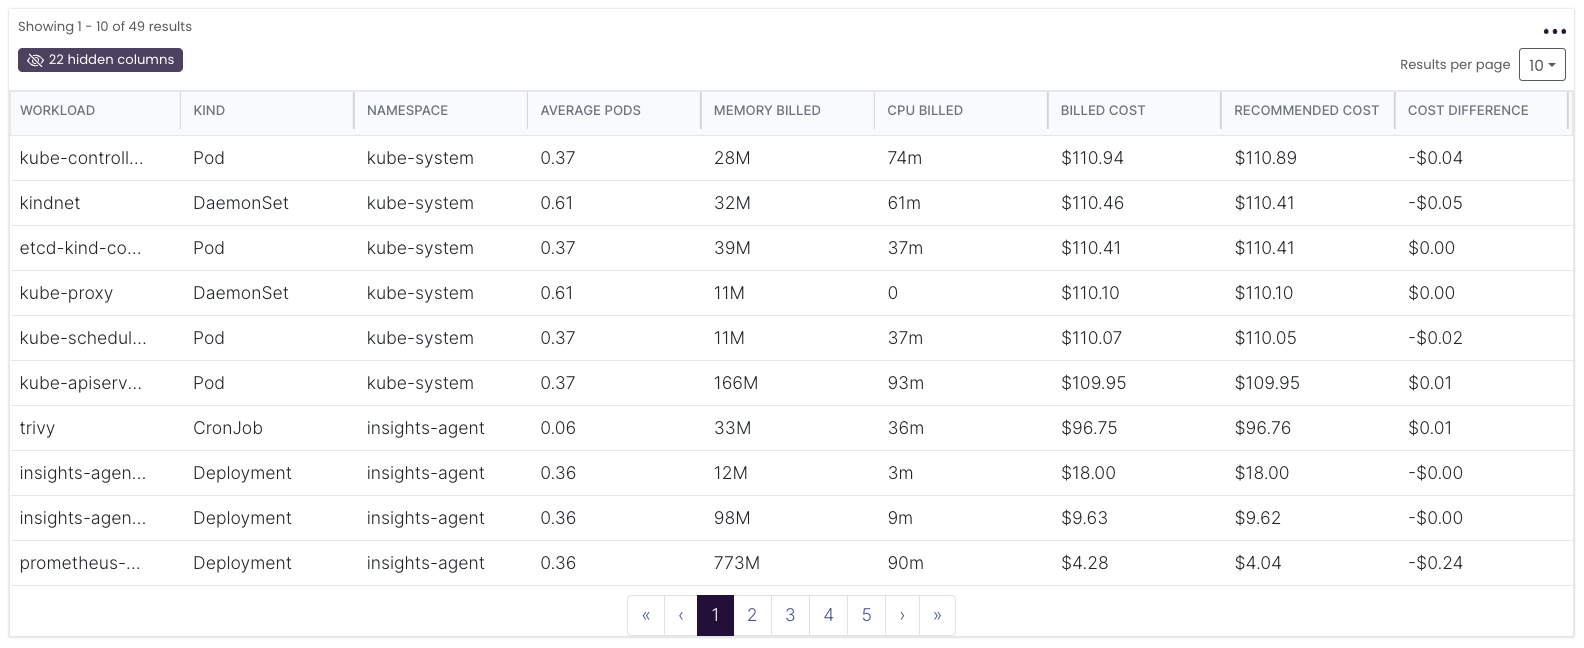 Showing 1 - 10 of 49 results
22 hidden columns
Results per page 10
WORKLOAD KIND NAMESPACE AVERAGE PODS MEMORY BILLED CPU BILLED BILLED COST RECOMMENDED COST COST DIFFERENCE
kube-controll... Pod kube-system 0.37 28M 74m $110.94 $110.89 -$0.04
kindnet DaemonSet kube-system 0.61 32M 61m $110.46 $110.41 -$0.05
etcd-kind-co... Pod kube-system 0.37 39M 37m $110.41 $110.41 $0.00
kube-proxy DaemonSet kube-system 0.61 11M 0 $110.10 $110.10 $0.00
kube-schedul... Pod kube-system 0.37 11M 37m $110.07 $110.05 -$0.02
kube-apiserv... Pod kube-system 0.37 166M 93m $109.95 $109.95 $0.01
trivy CronJob insights-agent 0.06 33M 36m $96.75 $96.76 $0.01
insights-agen... Deployment insights-agent 0.36 12M 3m $18.00 $18.00 -$0.00
insights-agen... Deployment insights-agent 0.36 98M 9m $9.63 $9.62 -$0.00
prometheus-... Deployment insights-agent 0.36 773M 90m $4.28 $4.04 -$0.24
« ‹ 1 2 3 4 5 › »